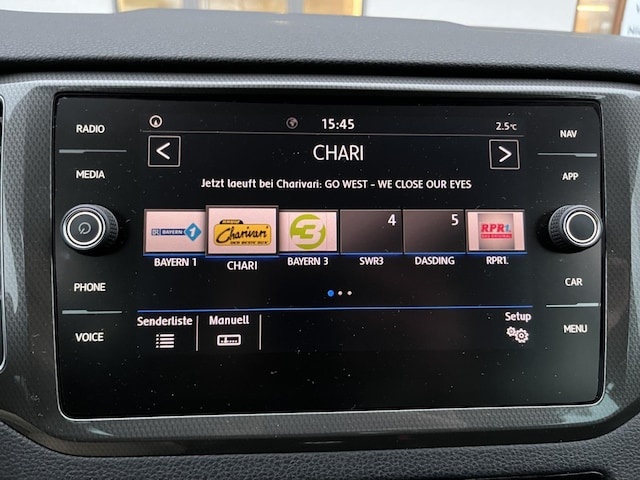 RADIO
MEDIA
PHONE
VOICE
15:45
2.5°C
CHARI
Jetzt laeuft bei Charivari: GO WEST - WE CLOSE OUR EYES
BR BAYERN 1
Charivari
3
4
5
RPR1.
BAYERN 1
CHARI
BAYERN 3
SWR3
DASDING
RPR1.
Senderliste
Manuell
Setup
NAV
APP
CAR
MENU